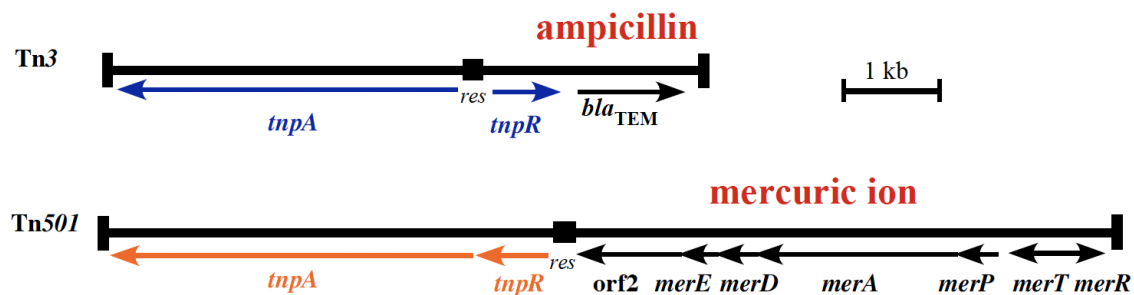 ampicillin
Tn3
1 kb
res
tnpA
tnpR
blaTEM
mercuric ion
Tn501
res
tnpA
tnpR
orf2 merE merD merA merP merT merR